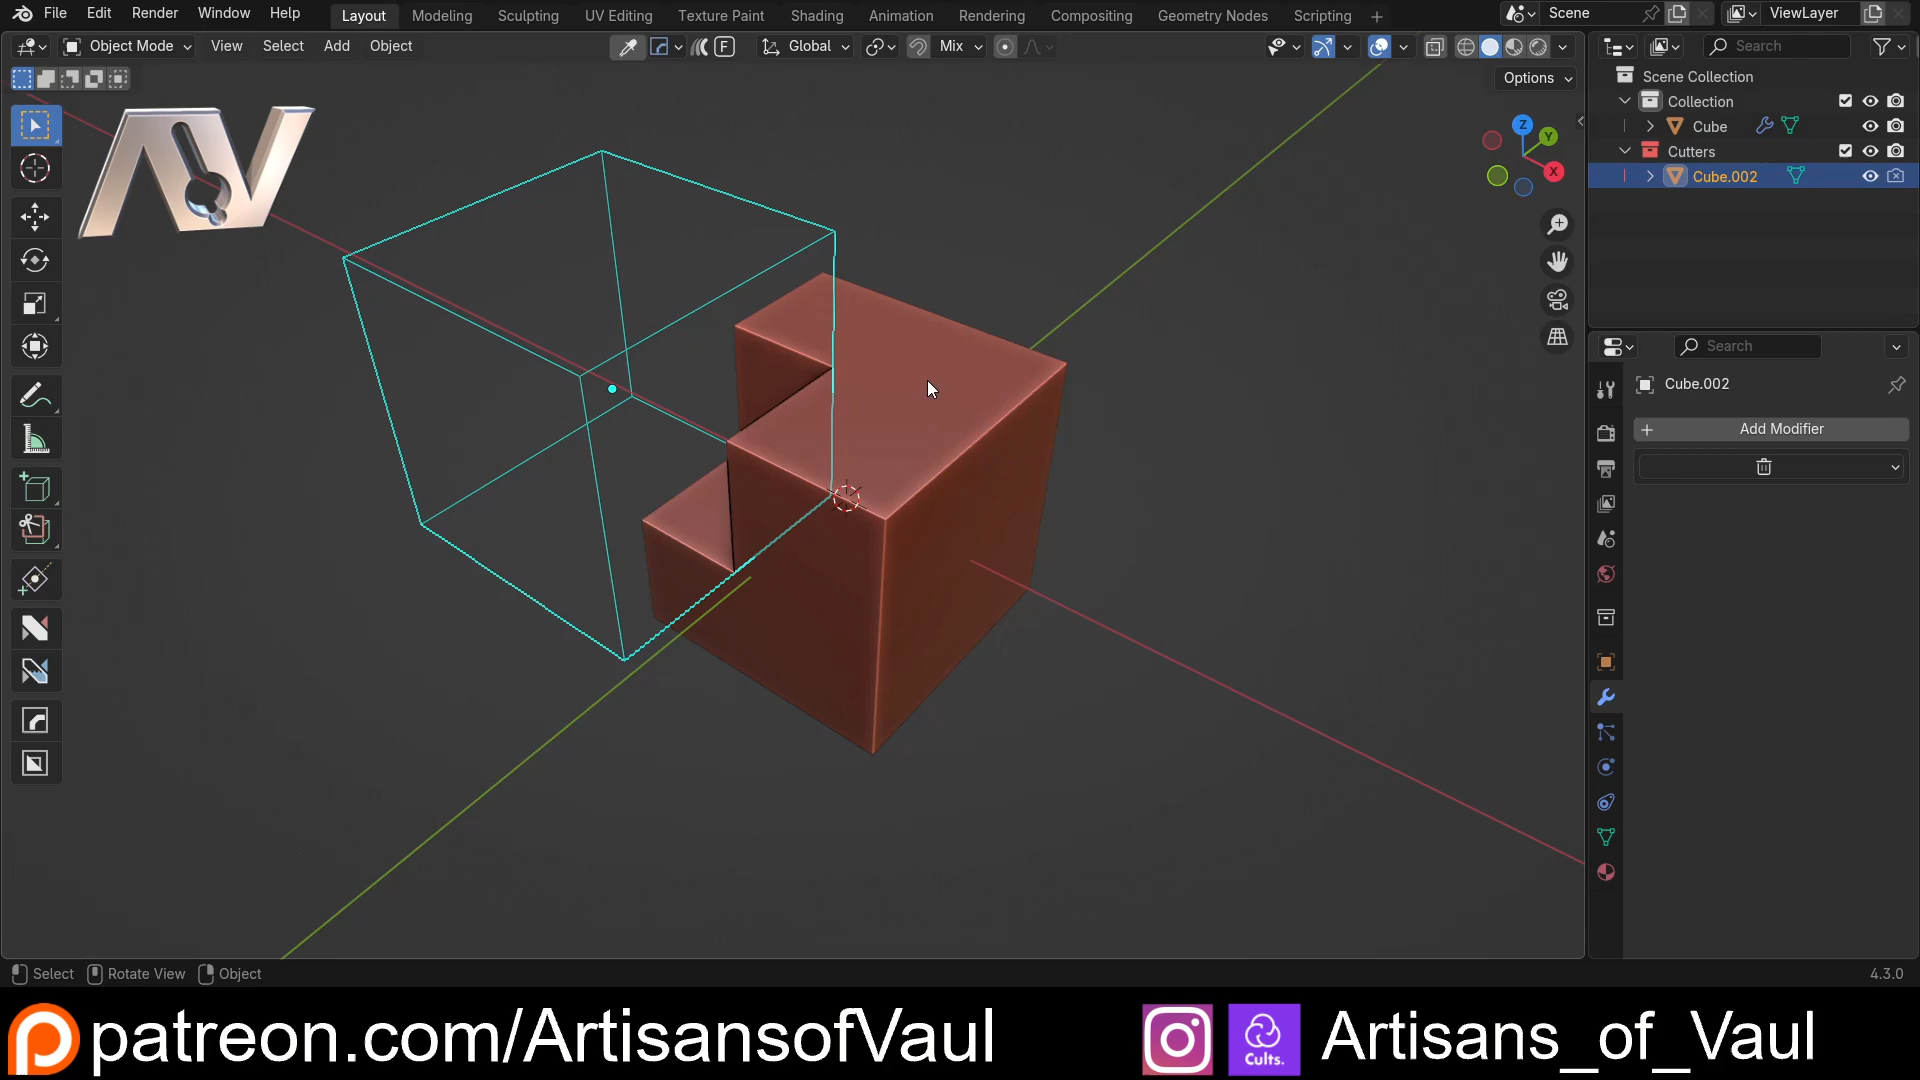 File Edit Render Window Help Layout Modeling Sculpting UV Editing Texture Paint Shading Animation Rendering Compositing Geometry Nodes Scripting + Scene ViewLayer
Object Mode View Select Add Object F Global Mix Search
Options
Scene Collection
Collection
Cube
Cutters
Cube.002
Z
Y
X
AV
Search
Cube.002
Add Modifier
Select Rotate View Object 4.3.0
patreon.com/ArtisansofVaul Cults. Artisans_of_Vaul